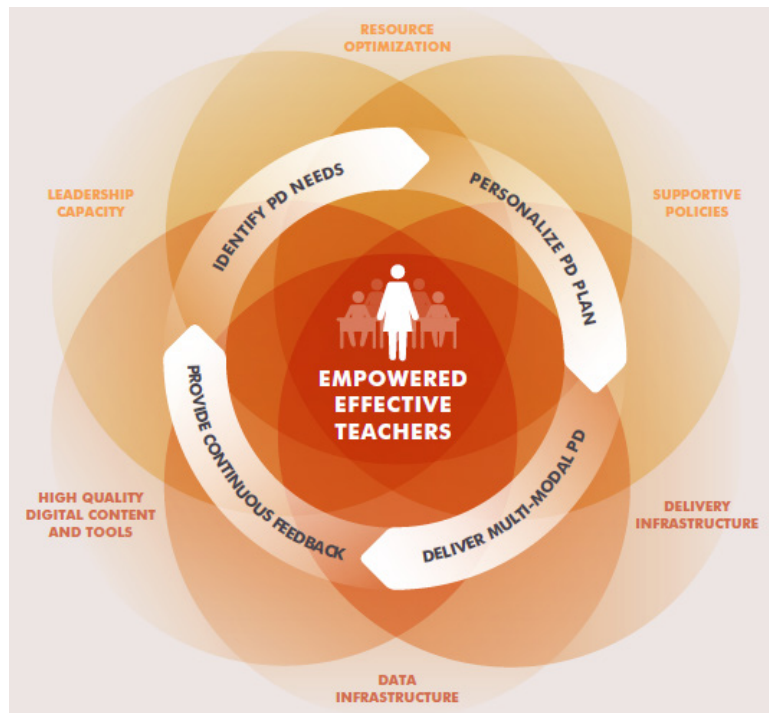 RESOURCE
OPTIMIZATION
LEADERSHIP
CAPACITY
SUPPORTIVE
POLICIES
IDENTIFY PD NEEDS
PERSONALIZE PD PLAN
EMPOWERED
EFFECTIVE
TEACHERS
PROVIDE CONTINUOUS FEEDBACK
DELIVER MULTI-MODAL PD
HIGH QUALITY
DIGITAL CONTENT
AND TOOLS
DELIVERY
INFRASTRUCTURE
DATA
INFRASTRUCTURE